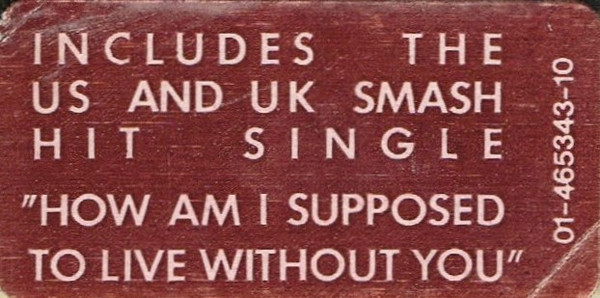 INCLUDES THE
US AND UK SMASH
HIT SINGLE
"HOW AM I SUPPOSED
TO LIVE WITHOUT YOU"
01-465343-10